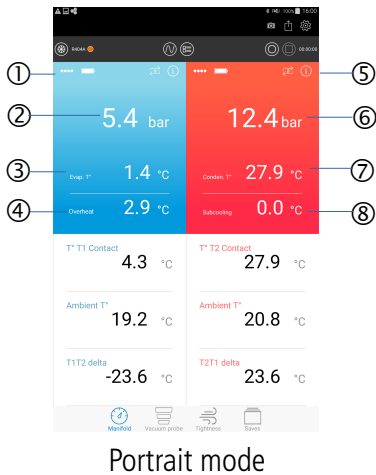 100% 16:00
R404A 00:00:00
① ⑤
② 5.4 bar 12.4 bar ⑥
③ Evap. T° 1.4 °C Conden. T° 27.9 °C ⑦
④ Overheat 2.9 °C Subcooling 0.0 °C ⑧
T° T1 Contact T° T2 Contact
4.3 °C 27.9 °C
Ambient T° Ambient T°
19.2 °C 20.8 °C
T1T2 delta T2T1 delta
-23.6 °C 23.6 °C
Manifold Vacuum probe Tightness Saves
Portrait mode